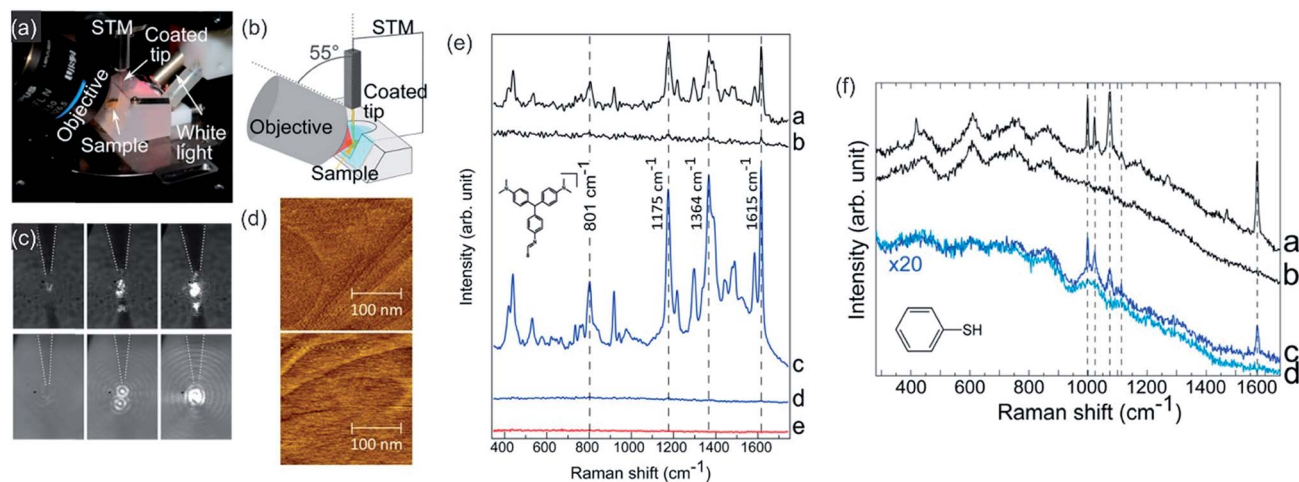 (a)
STM
Coated
tip
Objective
Sample
White
light
(b)
STM
55°
Coated
tip
Objective
Sample
(c)
(d)
100 nm
100 nm
(e)
Intensity (arb. unit)
a
b
801 cm-1
1175 cm-1
1364 cm-1
1615 cm-1
c
d
e
400 600 800 1000 1200 1400 1600
Raman shift (cm-1)
(f)
Intensity (arb. unit)
a
b
x20
SH
c
d
400 600 800 1000 1200 1400 1600
Raman shift (cm-1)